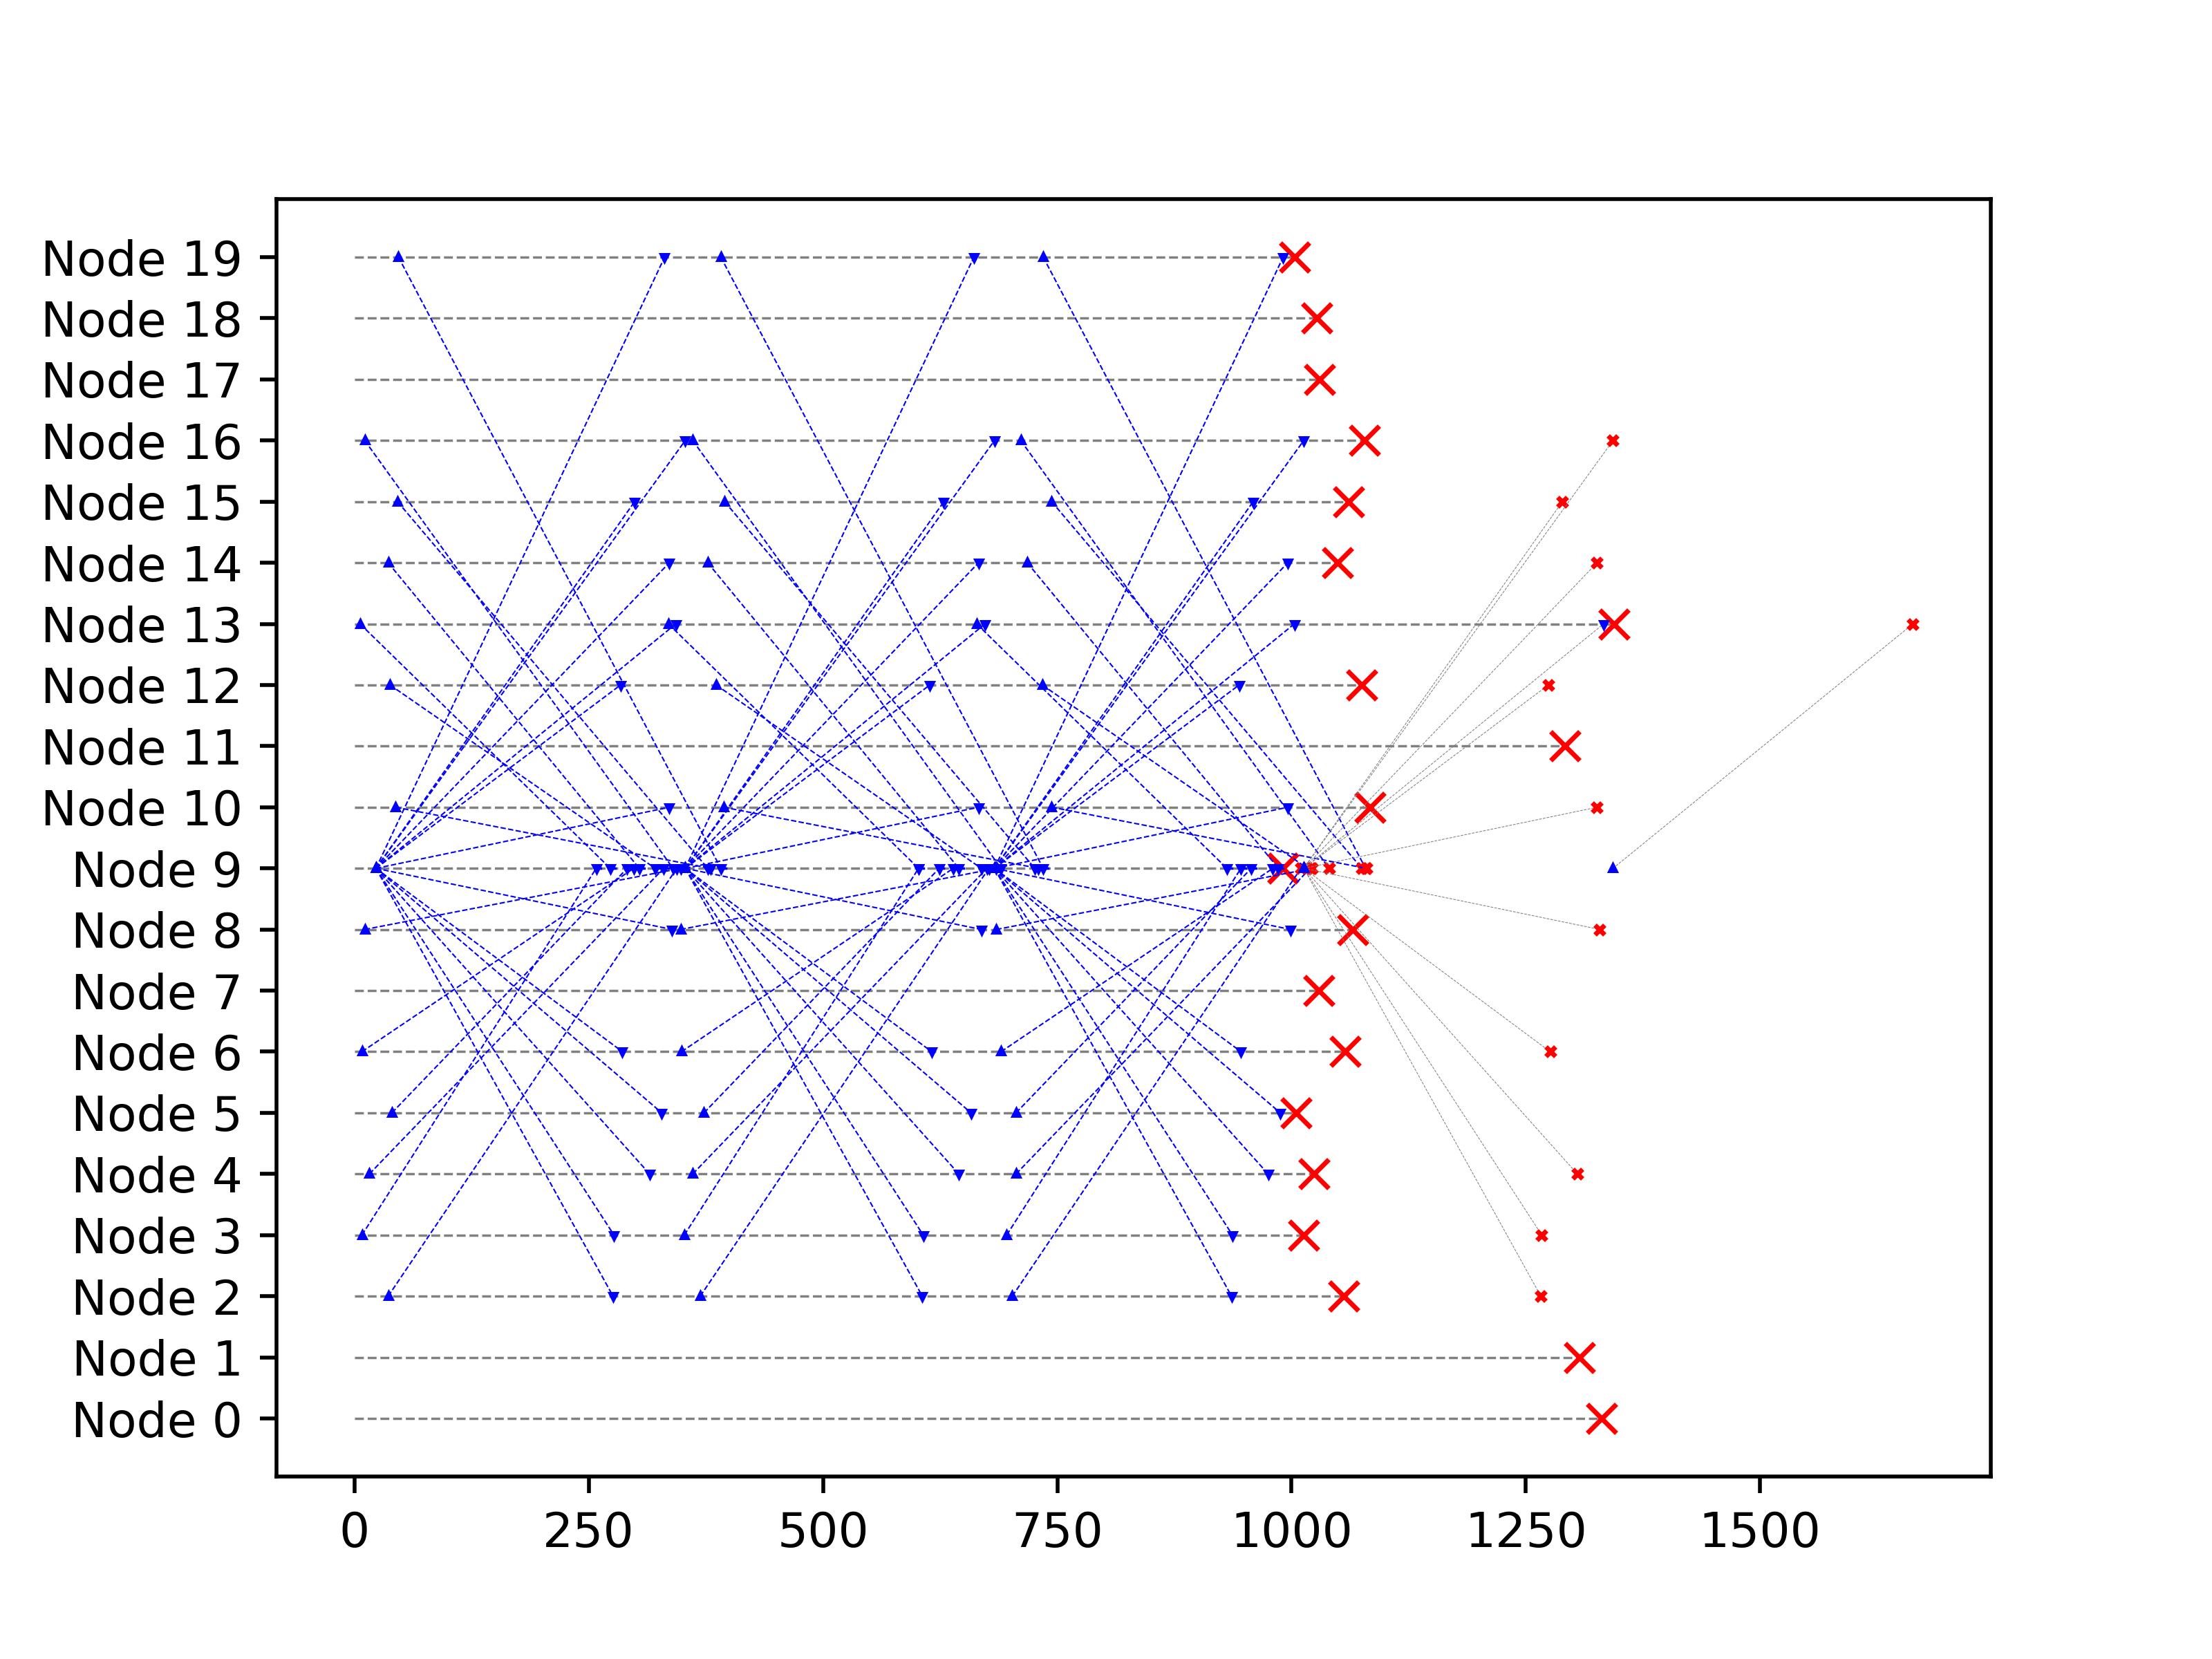 Node 19
Node 18
Node 17
Node 16
Node 15
Node 14
Node 13
Node 12
Node 11
Node 10
Node 9
Node 8
Node 7
Node 6
Node 5
Node 4
Node 3
Node 2
Node 1
Node 0
0 250 500 750 1000 1250 1500